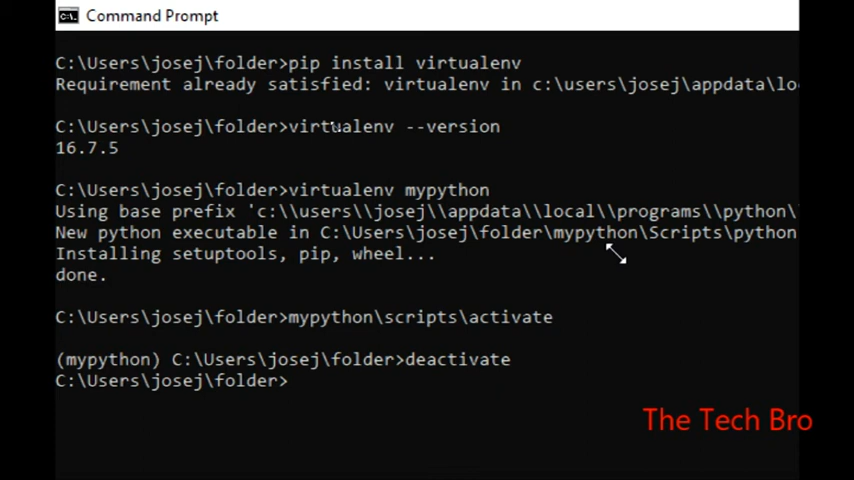 Command Prompt
C:\Users\josej\folder>pip install virtualenv
Requirement already satisfied: virtualenv in c:\users\josej\appdata\lo
C:\Users\josej\folder>virtualenv --version
16.7.5
C:\Users\josej\folder>virtualenv mypython
Using base prefix 'c:\\users\\josej\\appdata\\local\\programs\\python\
New python executable in C:\Users\josej\folder\mypython\Scripts\python
Installing setuptools, pip, wheel...
done.
C:\Users\josej\folder>mypython\scripts\activate
(mypython) C:\Users\josej\folder>deactivate
C:\Users\josej\folder>
The Tech Bro